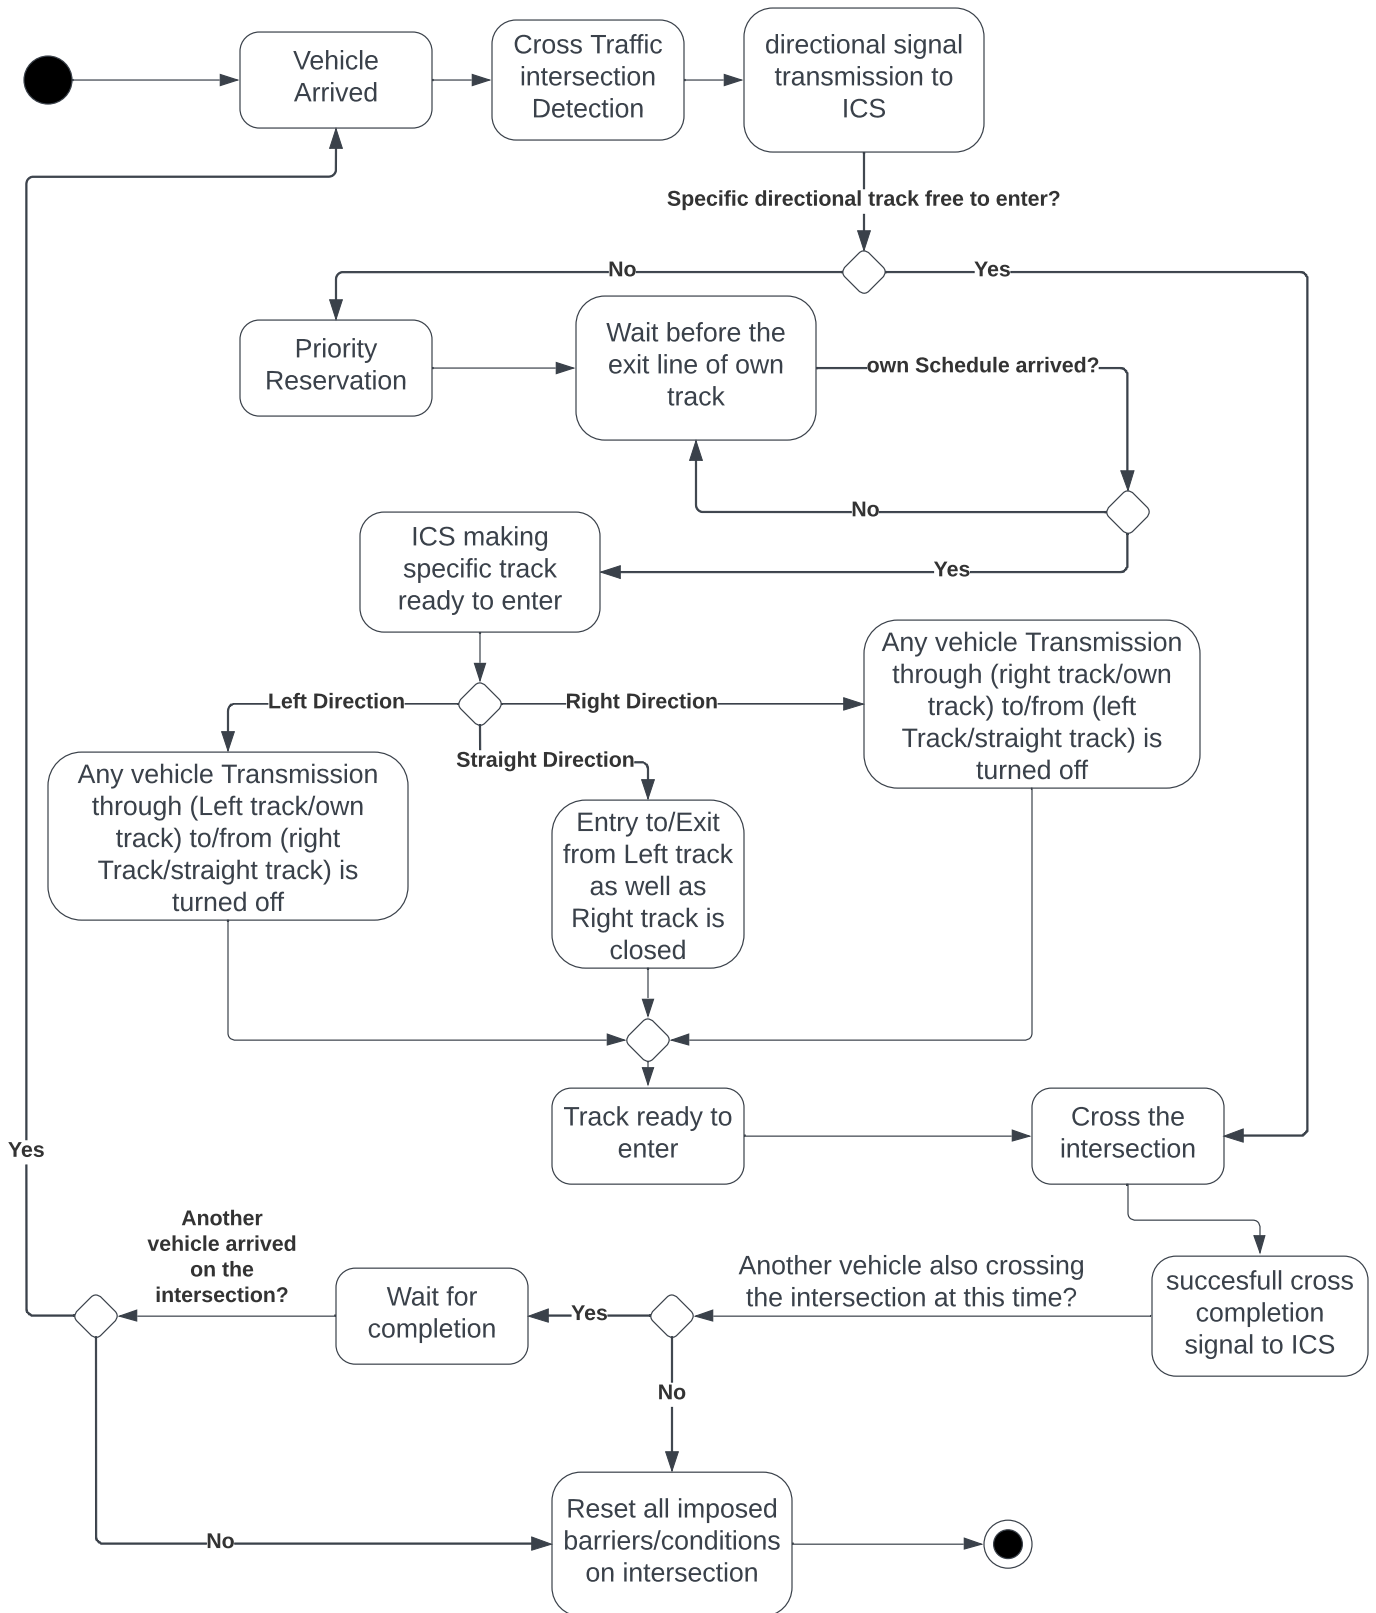 Vehicle
Arrived
Cross Traffic
intersection
Detection
directional signal
transmission to
ICS
Specific directional track free to enter?
No
Yes
Priority
Reservation
Wait before the
exit line of own
track
own Schedule arrived?
No
Yes
ICS making
specific track
ready to enter
Left Direction
Right Direction
Straight Direction
Any vehicle Transmission
through (right track/own
track) to/from (left
Track/straight track) is
turned off
Any vehicle Transmission
through (Left track/own
track) to/from (right
Track/straight track) is
turned off
Entry to/Exit
from Left track
as well as
Right track is
closed
Track ready to
enter
Cross the
intersection
Yes
Another
vehicle arrived
on the
intersection?
Wait for
completion
Yes
Another vehicle also crossing
the intersection at this time?
succesfull cross
completion
signal to ICS
No
No
Reset all imposed
barriers/conditions
on intersection